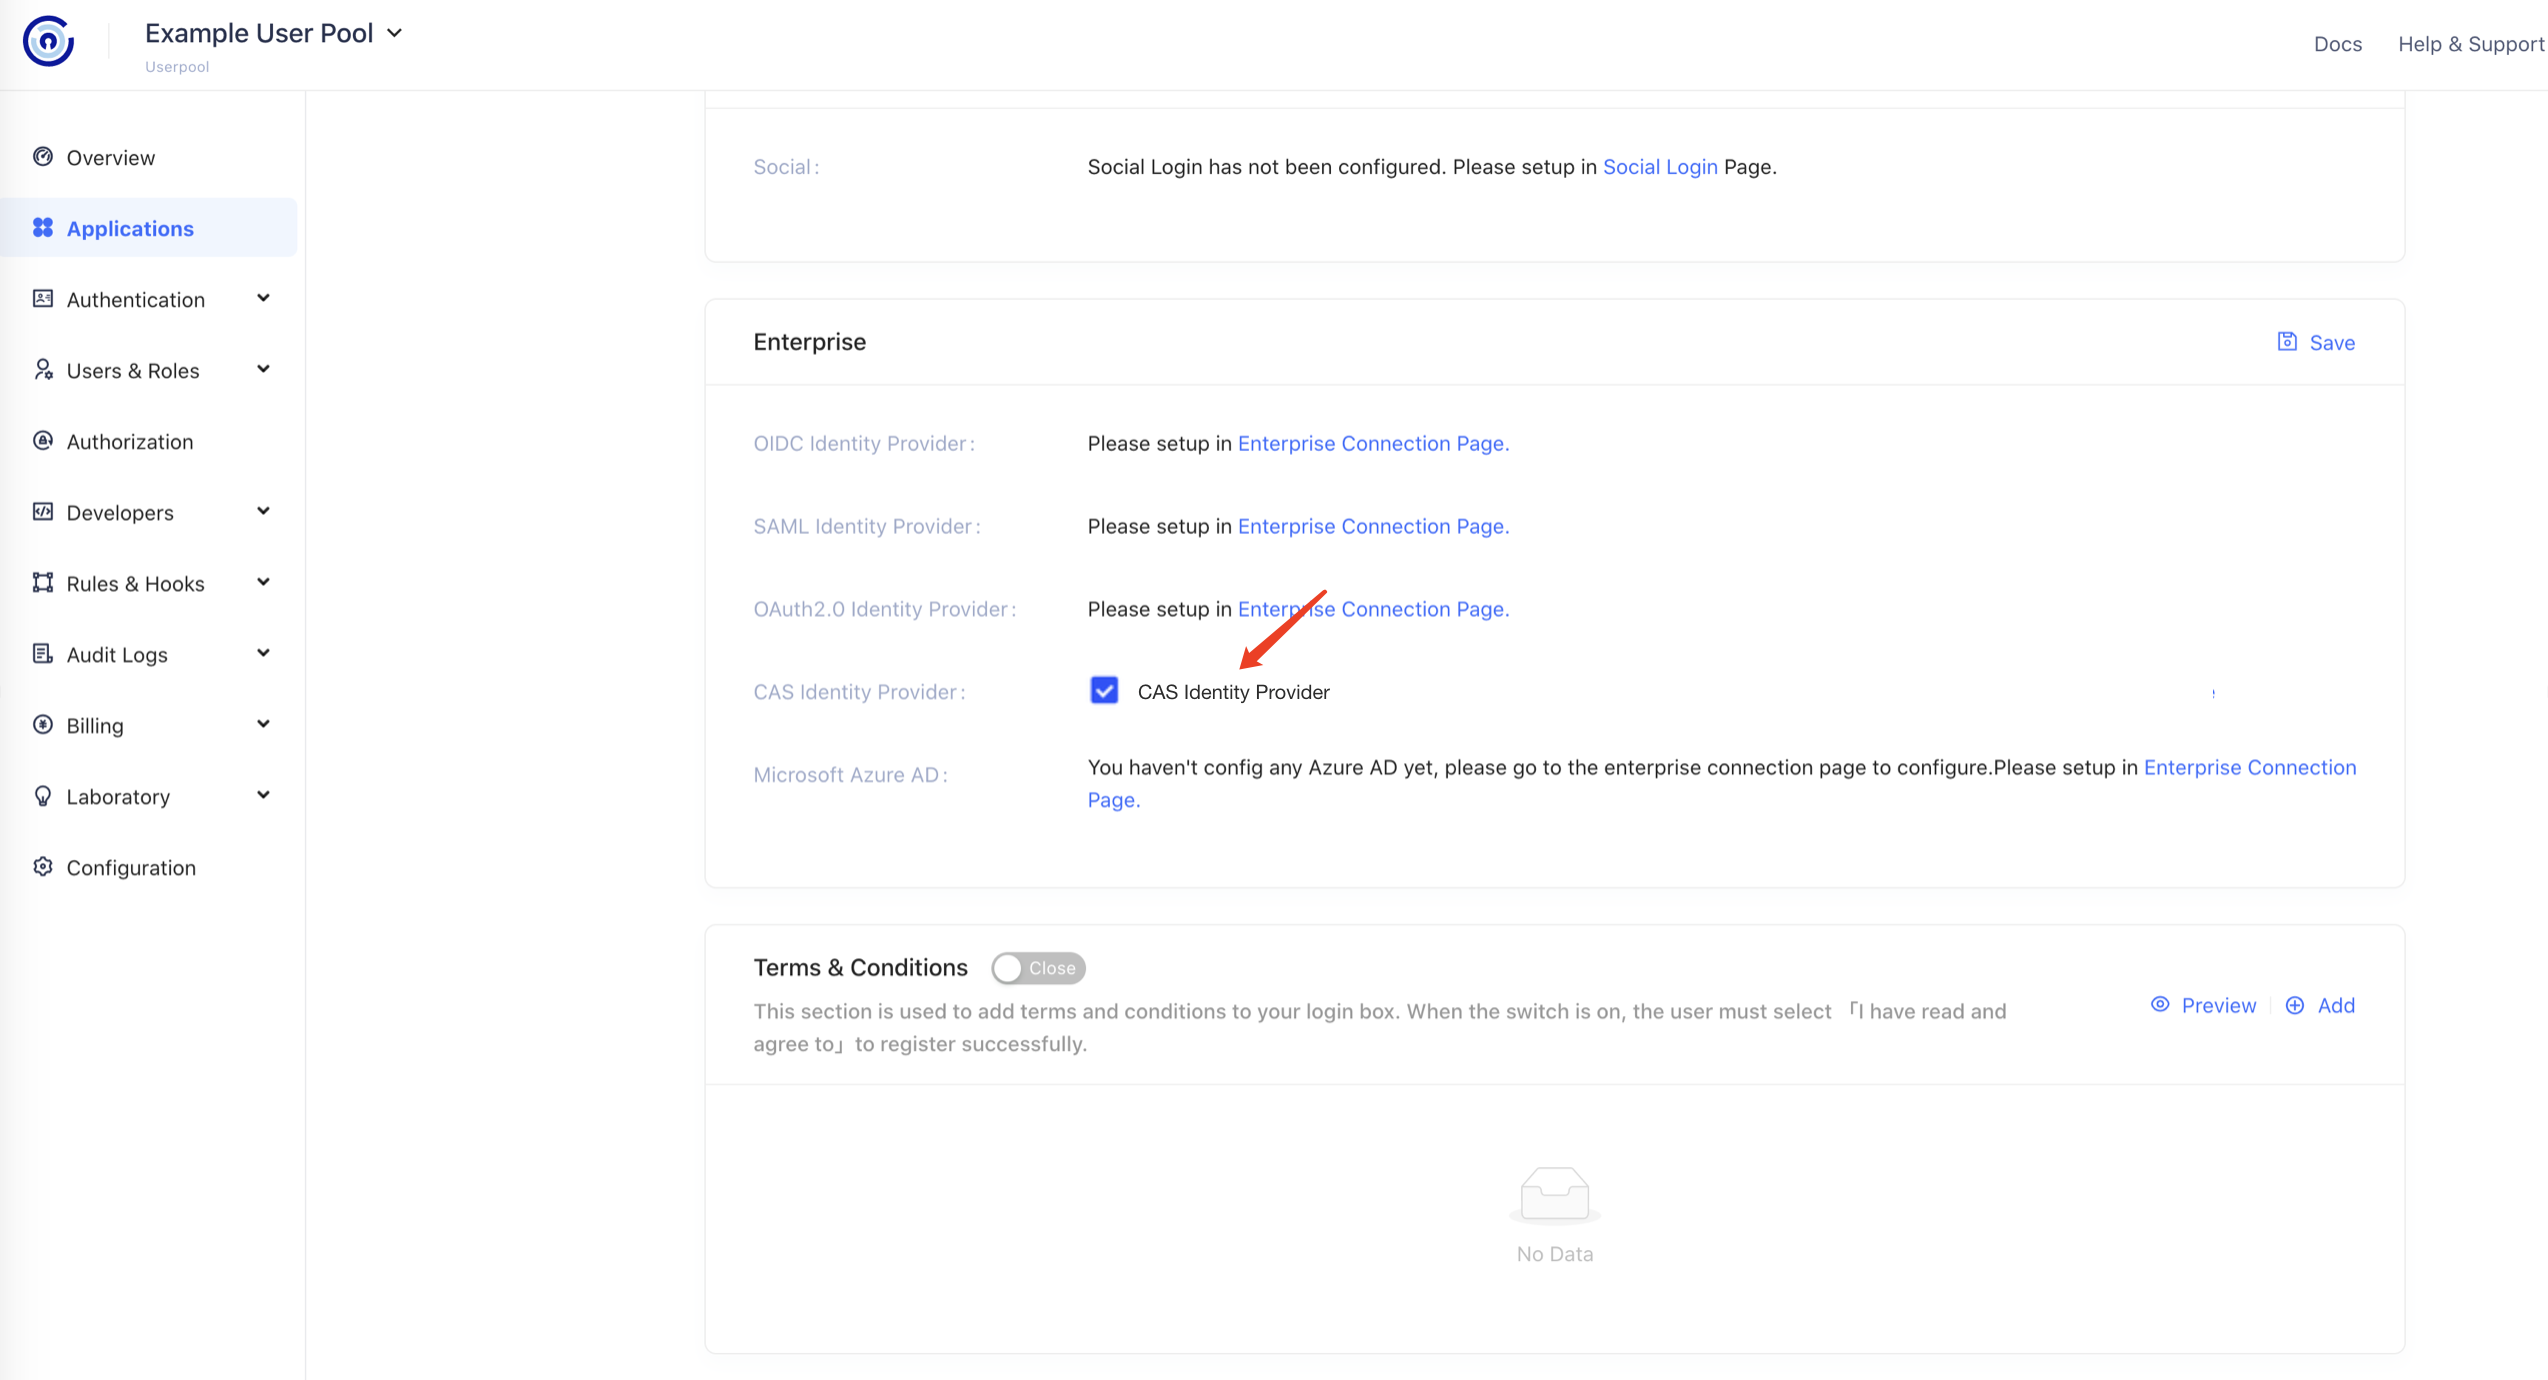 Example User Pool
Userpool
Docs
Help & Support
Overview
Applications
Authentication
Users & Roles
Authorization
Developers
Rules & Hooks
Audit Logs
Billing
Laboratory
Configuration
Social :
Social Login has not been configured. Please setup in Social Login Page.
Enterprise
Save
OIDC Identity Provider :
Please setup in Enterprise Connection Page.
SAML Identity Provider :
Please setup in Enterprise Connection Page.
OAuth2.0 Identity Provider :
Please setup in Enterprise Connection Page.
CAS Identity Provider :
CAS Identity Provider
Microsoft Azure AD :
You haven't config any Azure AD yet, please go to the enterprise connection page to configure.Please setup in Enterprise Connection
Page.
Terms & Conditions
Close
This section is used to add terms and conditions to your login box. When the switch is on, the user must select 「I have read and
agree to」 to register successfully.
Preview
Add
No Data